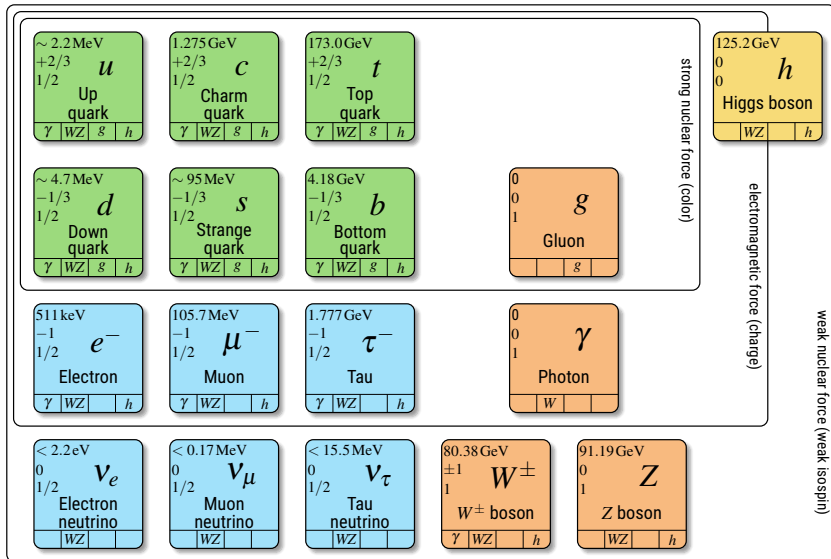 ~ 2.2 MeV
+2/3
1/2
u
Up
quark
γ WZ g h
1.275 GeV
+2/3
1/2
c
Charm
quark
γ WZ g h
173.0 GeV
+2/3
1/2
t
Top
quark
γ WZ g h
strong nuclear force (color)
125.2 GeV
0
0
h
Higgs boson
WZ h
~ 4.7 MeV
−1/3
1/2
d
Down
quark
γ WZ g h
~ 95 MeV
−1/3
1/2
s
Strange
quark
γ WZ g h
4.18 GeV
−1/3
1/2
b
Bottom
quark
γ WZ g h
0
0
1
g
Gluon
g
electromagnetic force (charge)
511 keV
−1
1/2
e−
Electron
γ WZ h
105.7 MeV
−1
1/2
μ−
Muon
γ WZ h
1.777 GeV
−1
1/2
τ−
Tau
γ WZ h
0
0
1
γ
Photon
W
weak nuclear force (weak isospin)
< 2.2 eV
0
1/2
νe
Electron
neutrino
WZ
< 0.17 MeV
0
1/2
νμ
Muon
neutrino
WZ
< 15.5 MeV
0
1/2
ντ
Tau
neutrino
WZ
80.38 GeV
±1
1
W±
W± boson
γ WZ h
91.19 GeV
0
1
Z
Z boson
WZ h